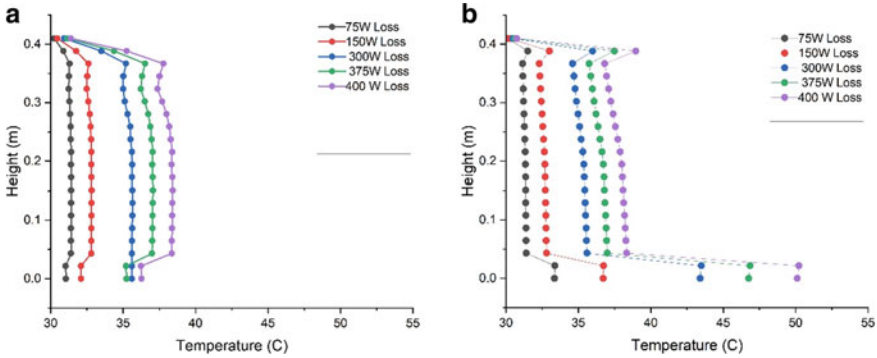 a
75W Loss
150W Loss
300W Loss
375W Loss
400 W Loss
0.4
0.3
0.2
0.1
0.0
Height (m)
30 35 40 45 50 55
Temperature (C)
b
75W Loss
150W Loss
300W Loss
375W Loss
400 W Loss
0.4
0.3
0.2
0.1
0.0
Height (m)
30 35 40 45 50 55
Temperature (C)